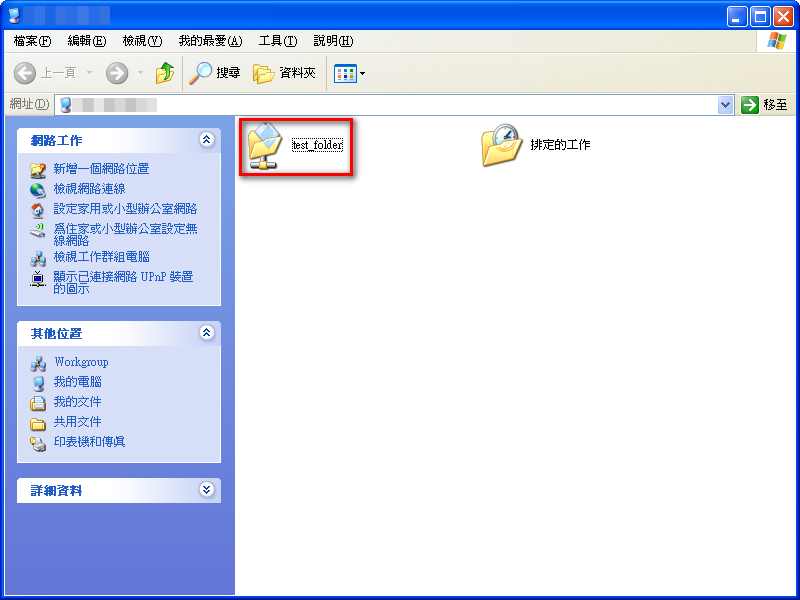 檔案(F) 編輯(E) 檢視(V) 我的最愛(A) 工具(T) 說明(H)
上一頁 搜尋 資料夾
網址(D) 移至
網路工作
新增一個網路位置
檢視網路連線
設定家用或小型辦公室網路
為住家或小型辦公室設定無
線網路
檢視工作群組電腦
顯示已連接網路 UPnP 裝置
的圖示
其他位置
Workgroup
我的電腦
我的文件
共用文件
印表機和傳真
詳細資料
test_folder
排定的工作